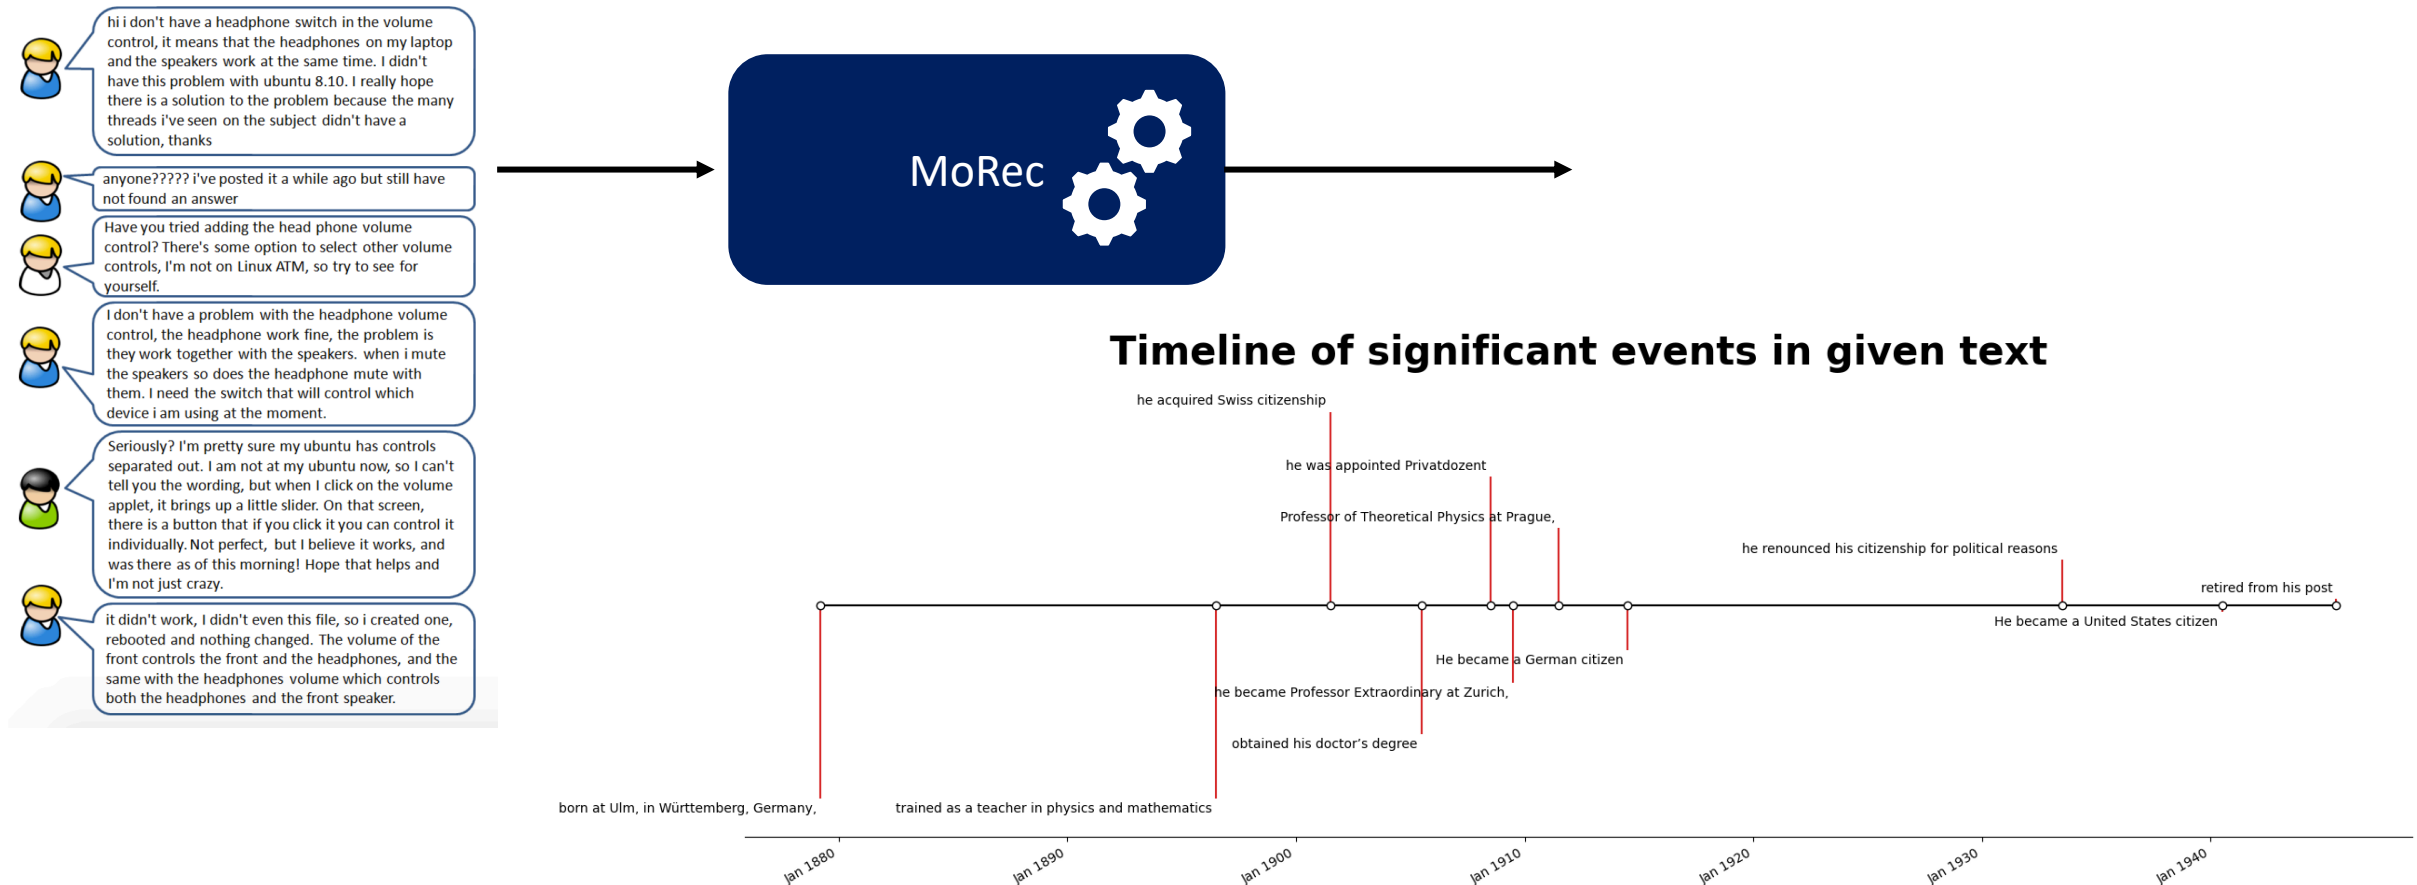 hi i don't have a headphone switch in the volume
control, it means that the headphones on my laptop
and the speakers work at the same time. I didn't
have this problem with ubuntu 8.10. I really hope
there is a solution to the problem because the many
threads i've seen on the subject didn't have a
solution, thanks
anyone????? i've posted it a while ago but still have
not found an answer
Have you tried adding the head phone volume
control? There's some option to select other volume
controls, I'm not on Linux ATM, so try to see for
yourself.
I don't have a problem with the headphone volume
control, the headphone work fine, the problem is
they work together with the speakers. when i mute
the speakers so does the headphone mute with
them. I need the switch that will control which
device i am using at the moment.
Seriously? I'm pretty sure my ubuntu has controls
separated out. I am not at my ubuntu now, so I can't
tell you the wording, but when I click on the volume
applet, it brings up a little slider. On that screen,
there is a button that if you click it you can control it
individually. Not perfect, but I believe it works, and
was there as of this morning! Hope that helps and
I'm not just crazy.
it didn't work, I didn't even this file, so i created one,
rebooted and nothing changed. The volume of the
front controls the front and the headphones, and the
same with the headphones volume which controls
both the headphones and the front speaker.
MoRec
Timeline of significant events in given text
he acquired Swiss citizenship
he was appointed Privatdozent
Professor of Theoretical Physics at Prague,
he renounced his citizenship for political reasons
retired from his post
He became a United States citizen
He became a German citizen
he became Professor Extraordinary at Zurich,
obtained his doctor’s degree
born at Ulm, in Württemberg, Germany,
trained as a teacher in physics and mathematics
Jan 1880
Jan 1890
Jan 1900
Jan 1910
Jan 1920
Jan 1930
Jan 1940